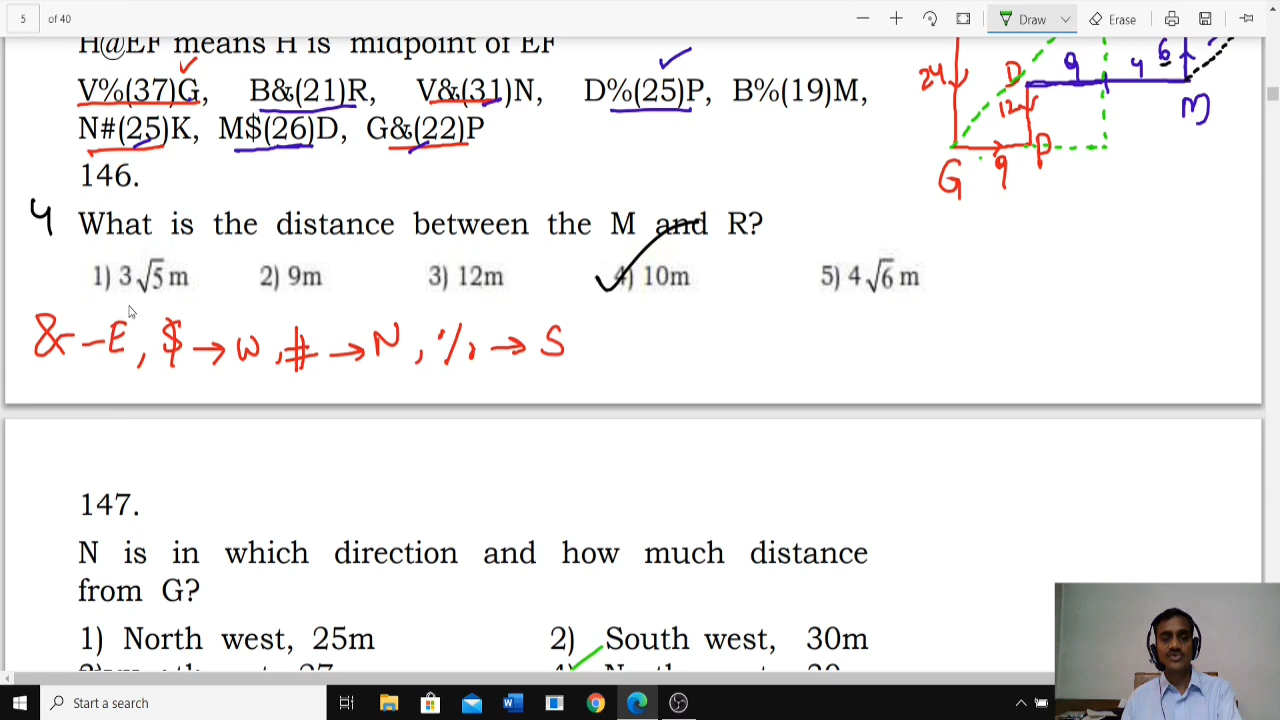 5 of 40
Draw
Erase
H@EF means H is midpoint of EF
V%(37)G, B&(21)R, V&(31)N, D%(25)P, B%(19)M,
N#(25)K, M$(26)D, G&(22)P
24
D
9
4
6
12
M
G
9
P
146.
4 What is the distance between the M and R?
1) 3√5 m 2) 9m 3) 12m 4) 10m 5) 4√6 m
& - E, $ → W, # → N, % → S
147.
N is in which direction and how much distance
from G?
1) North west, 25m 2) South west, 30m
Start a search